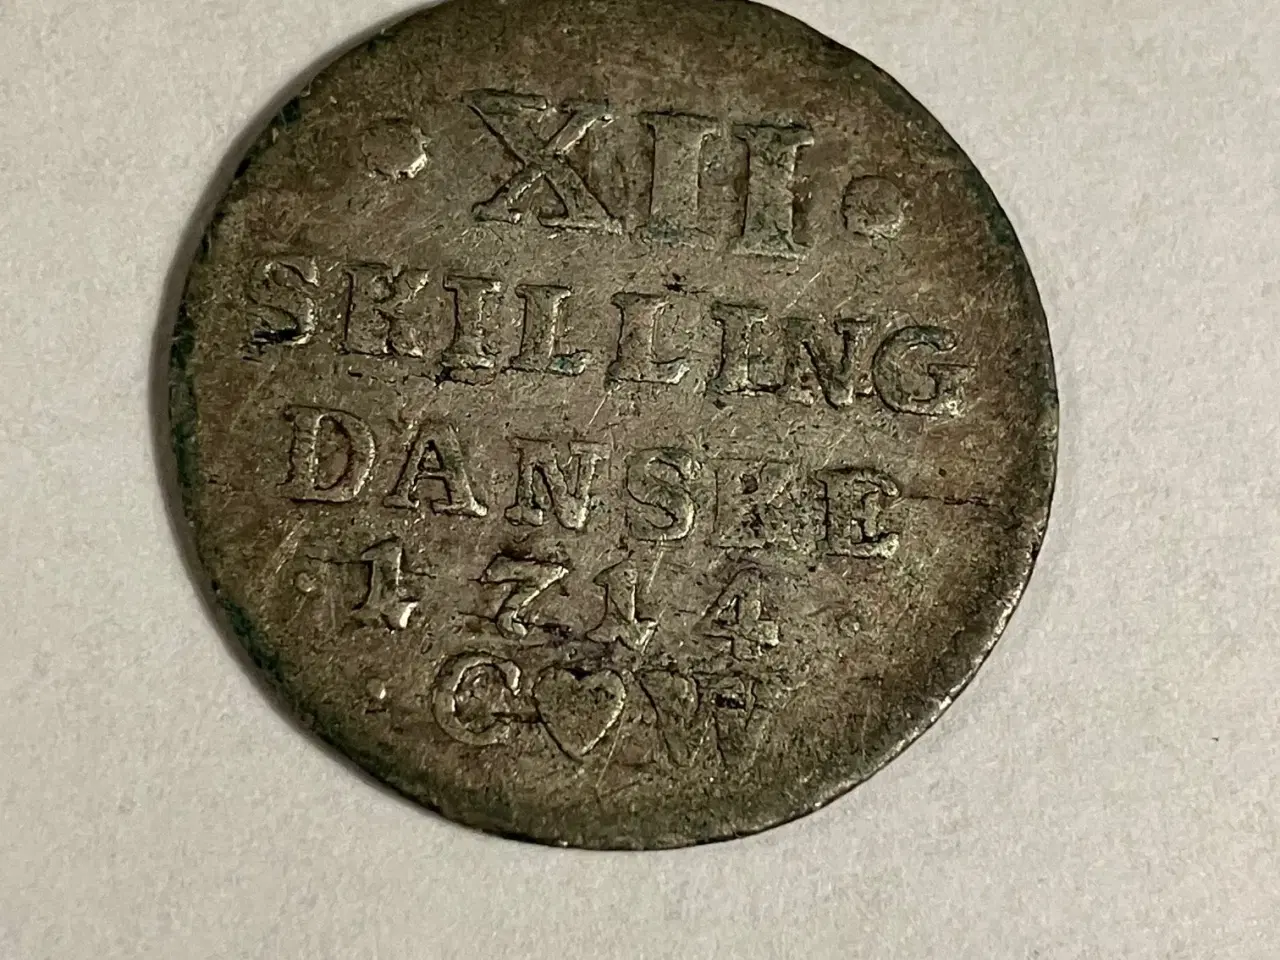 · XII ·
SKILLING
DANSKE
· 1714 ·
· C♥W